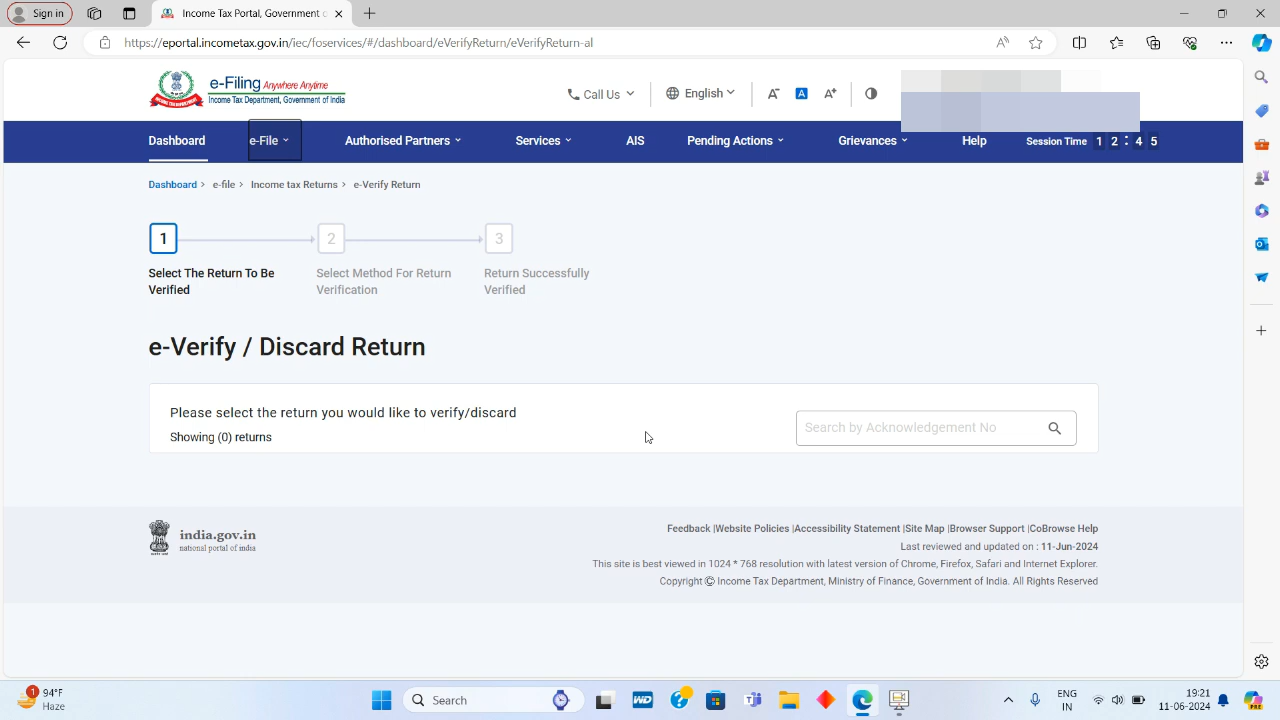 Sign in
Income Tax Portal, Government o
https://eportal.incometax.gov.in/iec/foservices/#/dashboard/eVerifyReturn/eVerifyReturn-al
e-Filing Anywhere Anytime
Income Tax Department, Government of India
Call Us
English
A-
A
A+
Dashboard
e-File
Authorised Partners
Services
AIS
Pending Actions
Grievances
Help
Session Time 1 2 : 4 5
Dashboard > e-file > Income tax Returns > e-Verify Return
1
2
3
Select The Return To Be
Verified
Select Method For Return
Verification
Return Successfully
Verified
e-Verify / Discard Return
Please select the return you would like to verify/discard
Showing (0) returns
Search by Acknowledgement No
india.gov.in
national portal of india
Feedback |Website Policies |Accessibility Statement |Site Map |Browser Support |CoBrowse Help
Last reviewed and updated on : 11-Jun-2024
This site is best viewed in 1024 * 768 resolution with latest version of Chrome, Firefox, Safari and Internet Explorer.
Copyright © Income Tax Department, Ministry of Finance, Government of India. All Rights Reserved
1
94°F
Haze
Search
WD
ENG
IN
19:21
11-06-2024
PRE